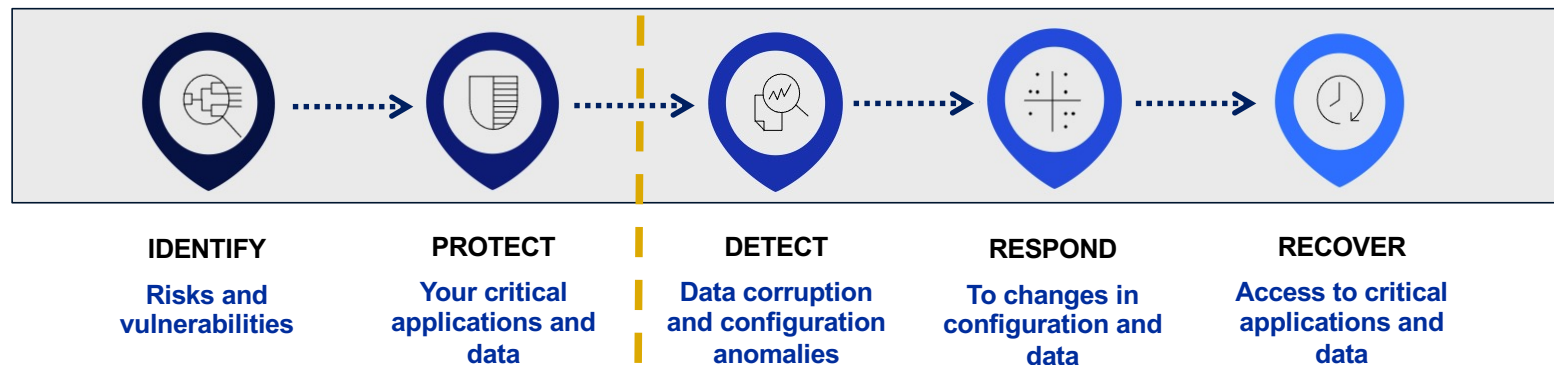 IDENTIFY
Risks and
vulnerabilities
PROTECT
Your critical
applications and
data
DETECT
Data corruption
and configuration
anomalies
RESPOND
To changes in
configuration and
data
RECOVER
Access to critical
applications and
data